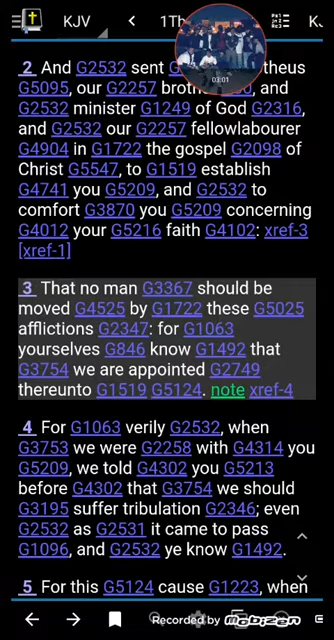 KJV < 1Th K.
03:01
2 And G2532 sent theus
G5095, our G2257 broth and
G2532 minister G1249 of God G2316,
and G2532 our G2257 fellowlabourer
G4904 in G1722 the gospel G2098 of
Christ G5547, to G1519 establish
G4741 you G5209, and G2532 to
comfort G3870 you G5209 concerning
G4012 your G5216 faith G4102: xref-3
[xref-1]
3 That no man G3367 should be
moved G4525 by G1722 these G5025
afflictions G2347: for G1063
yourselves G846 know G1492 that
G3754 we are appointed G2749
thereunto G1519 G5124. note xref-4
4 For G1063 verily G2532, when
G3753 we were G2258 with G4314 you
G5209, we told G4302 you G5213
before G4302 that G3754 we should
G3195 suffer tribulation G2346; even
G2532 as G2531 it came to pass
G1096, and G2532 ye know G1492.
5 For this G5124 cause G1223, when
Recorded by mobizen